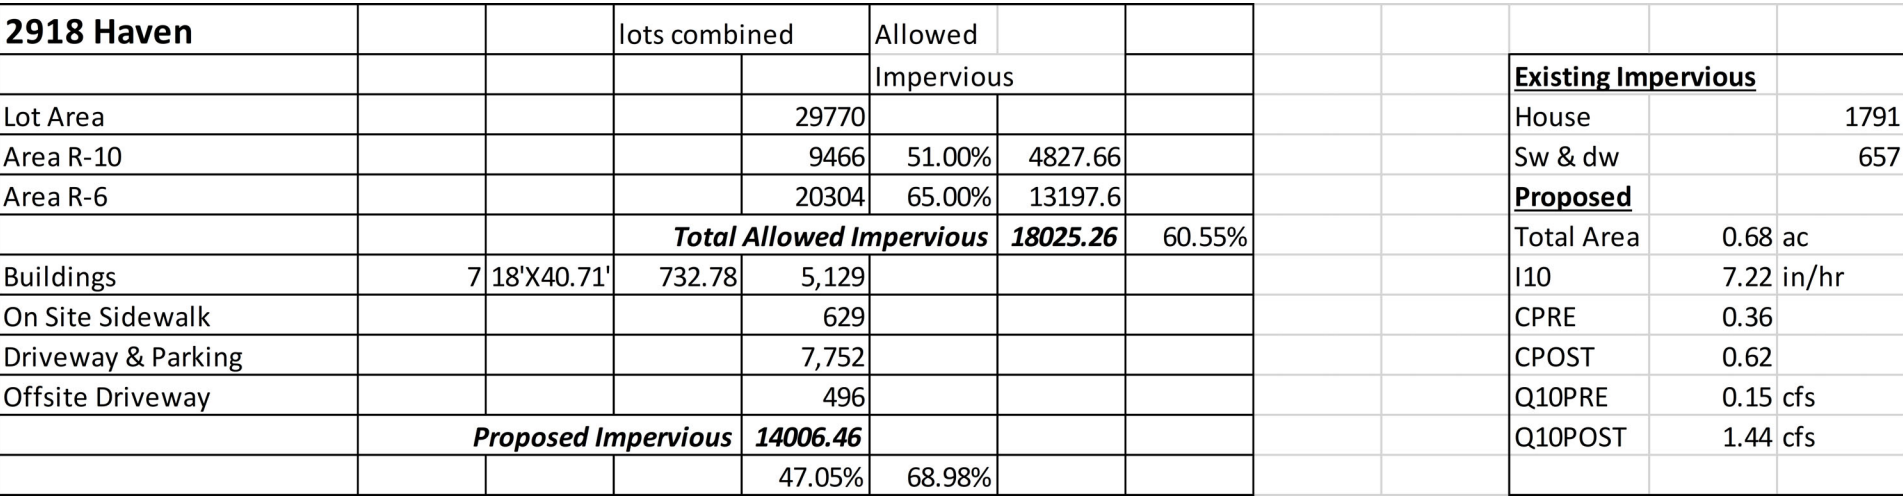 2918 Haven lots combined Allowed
Impervious Existing Impervious
Lot Area 29770 House 1791
Area R-10 9466 51.00% 4827.66 Sw & dw 657
Area R-6 20304 65.00% 13197.6 Proposed
Total Allowed Impervious 18025.26 60.55% Total Area 0.68 ac
Buildings 7 18'X40.71' 732.78 5,129 I10 7.22 in/hr
On Site Sidewalk 629 CPRE 0.36
Driveway & Parking 7,752 CPOST 0.62
Offsite Driveway 496 Q10PRE 0.15 cfs
Proposed Impervious 14006.46 Q10POST 1.44 cfs
47.05% 68.98%